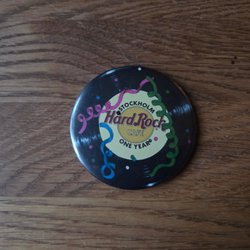 STOCKHOLM
Hard Rock
CAFE
ONE YEAR